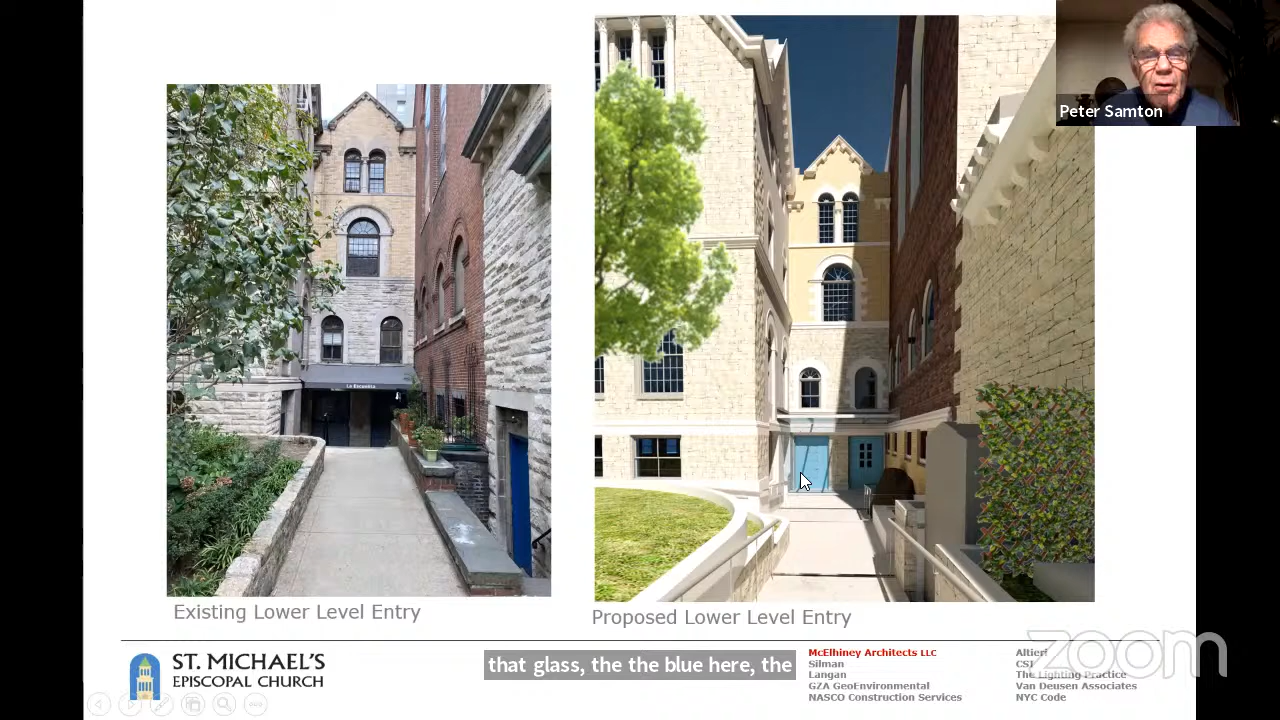 Peter Samton
La Escuelita
Existing Lower Level Entry
Proposed Lower Level Entry
ST. MICHAEL'S
EPISCOPAL CHURCH
that glass, the the blue here, the
McElhiney Architects LLC
Silman
Langan
GZA GeoEnvironmental
NASCO Construction Services
Altieri
CSI
The Lighting Practice
Van Deusen Associates
NYC Code
zoom